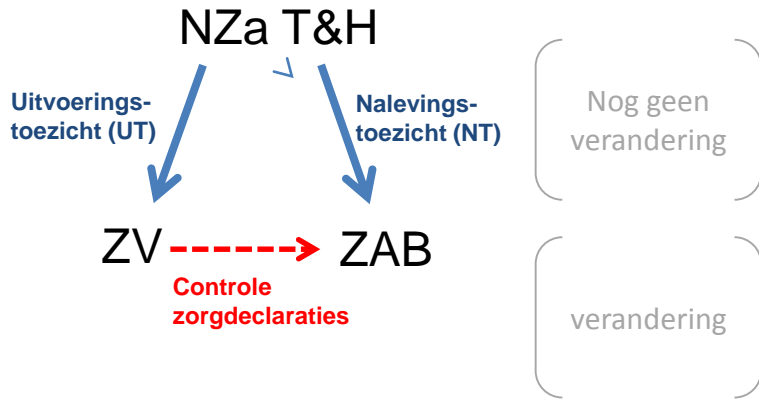 NZa T&H
Uitvoerings-
toezicht (UT)
Nalevings-
toezicht (NT)
Nog geen
verandering
ZV
ZAB
Controle
zorgdeclaraties
verandering